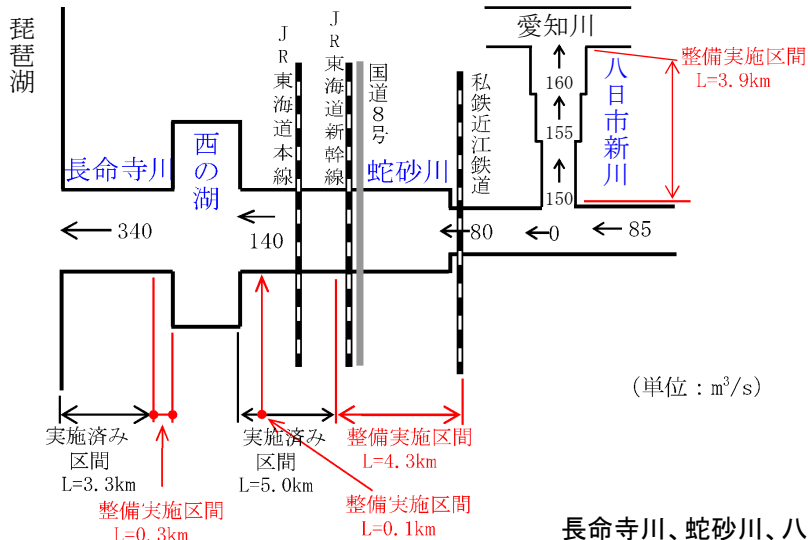 琵琶湖
JR東海道本線
JR東海道新幹線
国道8号
私鉄近江鉄道
愛知川
八日市新川
整備実施区間
L=3.9km
160
155
150
長命寺川
西の湖
蛇砂川
340
140
80
0
85
(単位：m³/s)
実施済み
区間
L=3.3km
整備実施区間
L=0.3km
実施済み
区間
L=5.0km
整備実施区間
L=4.3km
整備実施区間
L=0.1km
長命寺川、蛇砂川、八